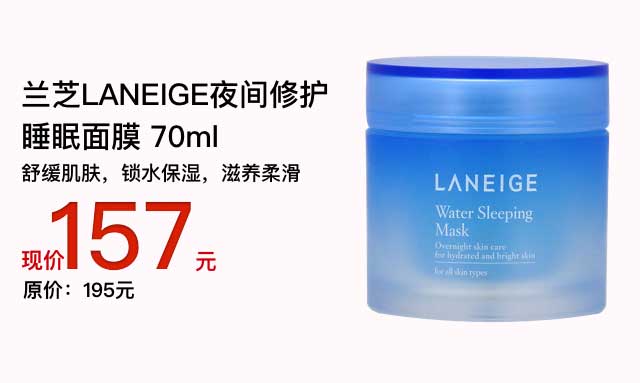 兰芝LANEIGE夜间修护
睡眠面膜 70ml
舒缓肌肤，锁水保湿，滋养柔滑
现价157元
原价：195元
LANEIGE
Water Sleeping
Mask
Overnight skin care
for hydrated and bright skin
for all skin types